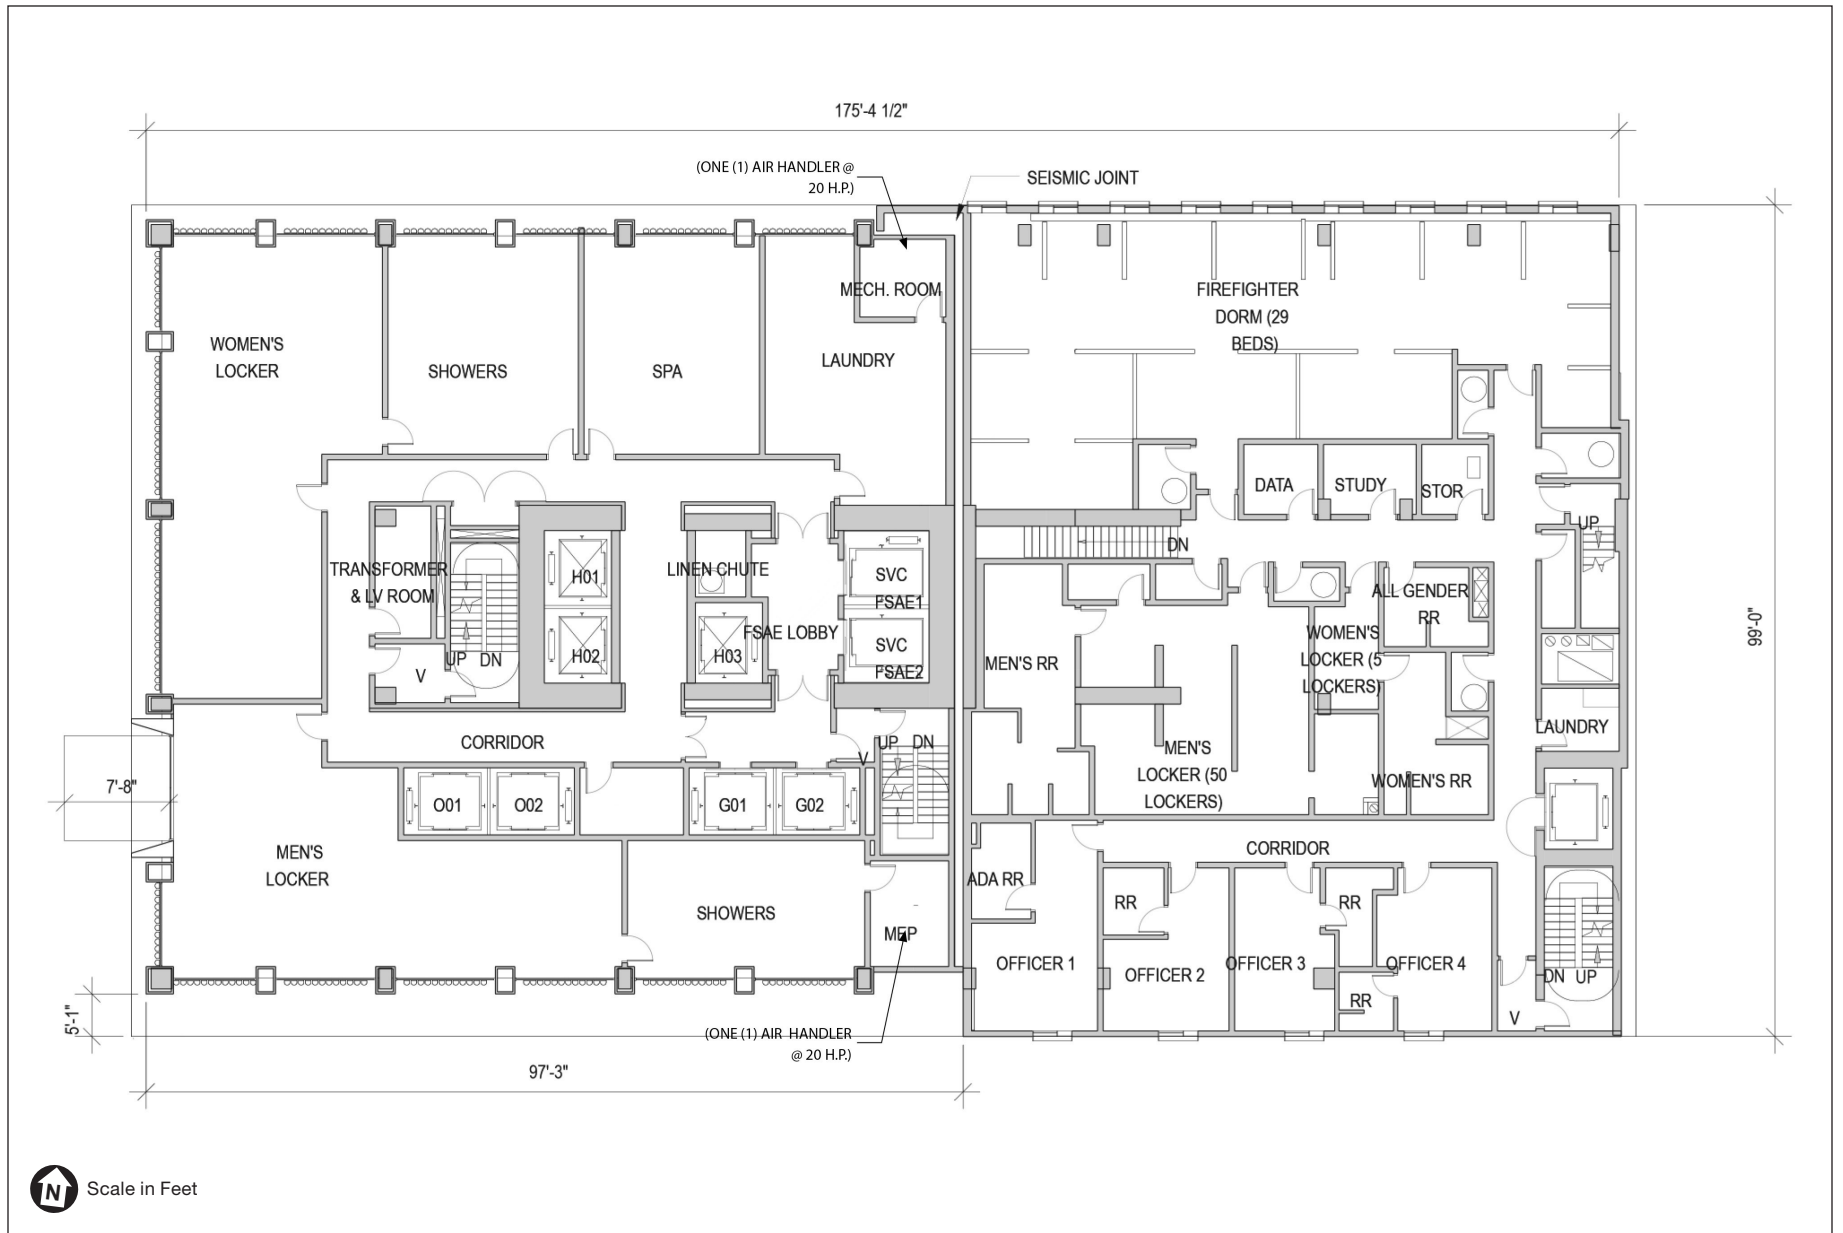 175'-4 1/2"
(ONE (1) AIR HANDLER @
20 H.P.)
SEISMIC JOINT
MECH. ROOM
FIREFIGHTER
DORM (29
BEDS)
WOMEN'S
LOCKER
SHOWERS
SPA
LAUNDRY
DATA
STUDY
STOR
UP
DN
TRANSFORMER
& LV ROOM
H01
LINEN CHUTE
SVC
FSAE1
ALL GENDER
RR
FSAE LOBBY
SVC
FSAE2
H02
H03
UP DN
V
MEN'S RR
WOMEN'S
LOCKER (5
LOCKERS)
99'-0"
CORRIDOR
UP DN
V
MEN'S
LOCKER (50
LOCKERS)
LAUNDRY
WOMEN'S RR
7'-8"
O01
O02
G01
G02
MEN'S
LOCKER
CORRIDOR
ADA RR
RR
RR
SHOWERS
MEP
OFFICER 1
OFFICER 2
OFFICER 3
OFFICER 4
DN UP
RR
V
5'-1"
(ONE (1) AIR HANDLER
@ 20 H.P.)
97'-3"
N
Scale in Feet